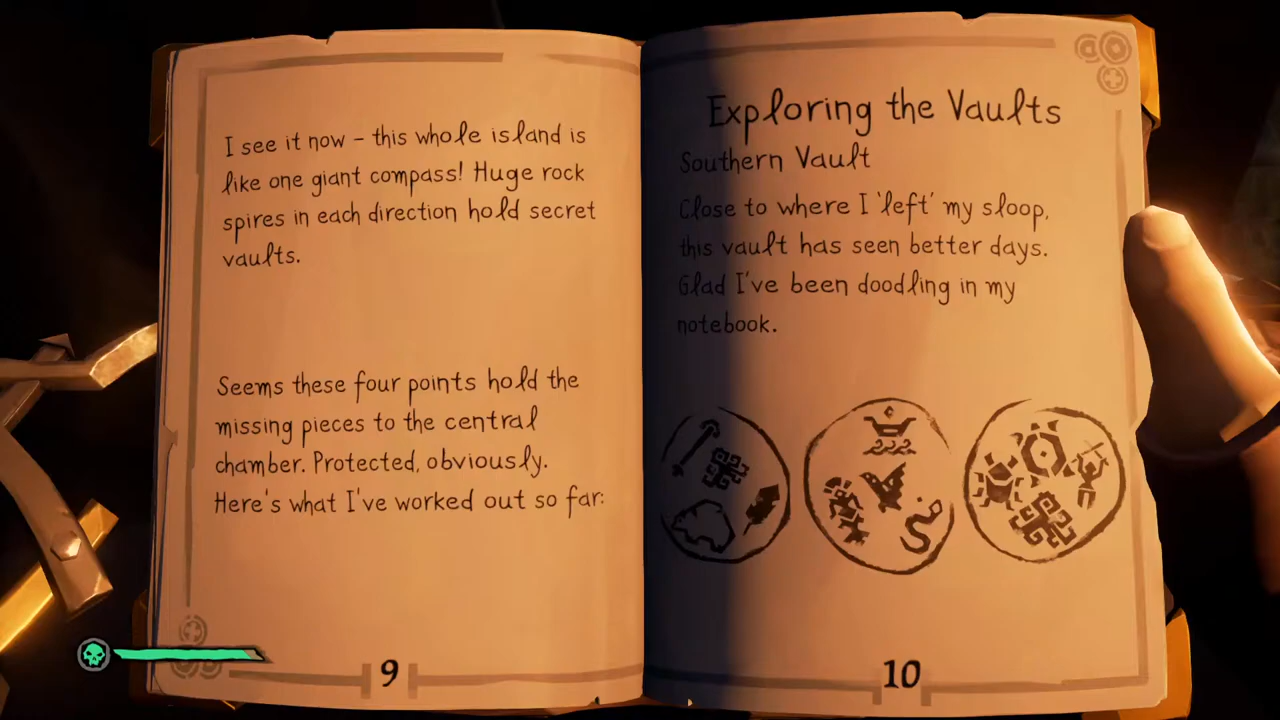 I see it now – this whole island is
like one giant compass! Huge rock
spires in each direction hold secret
vaults.
Seems these four points hold the
missing pieces to the central
chamber. Protected, obviously.
Here's what I've worked out so far:
9
Exploring the Vaults
Southern Vault
Close to where I 'left' my sloop,
this vault has seen better days.
Glad I've been doodling in my
notebook.
10